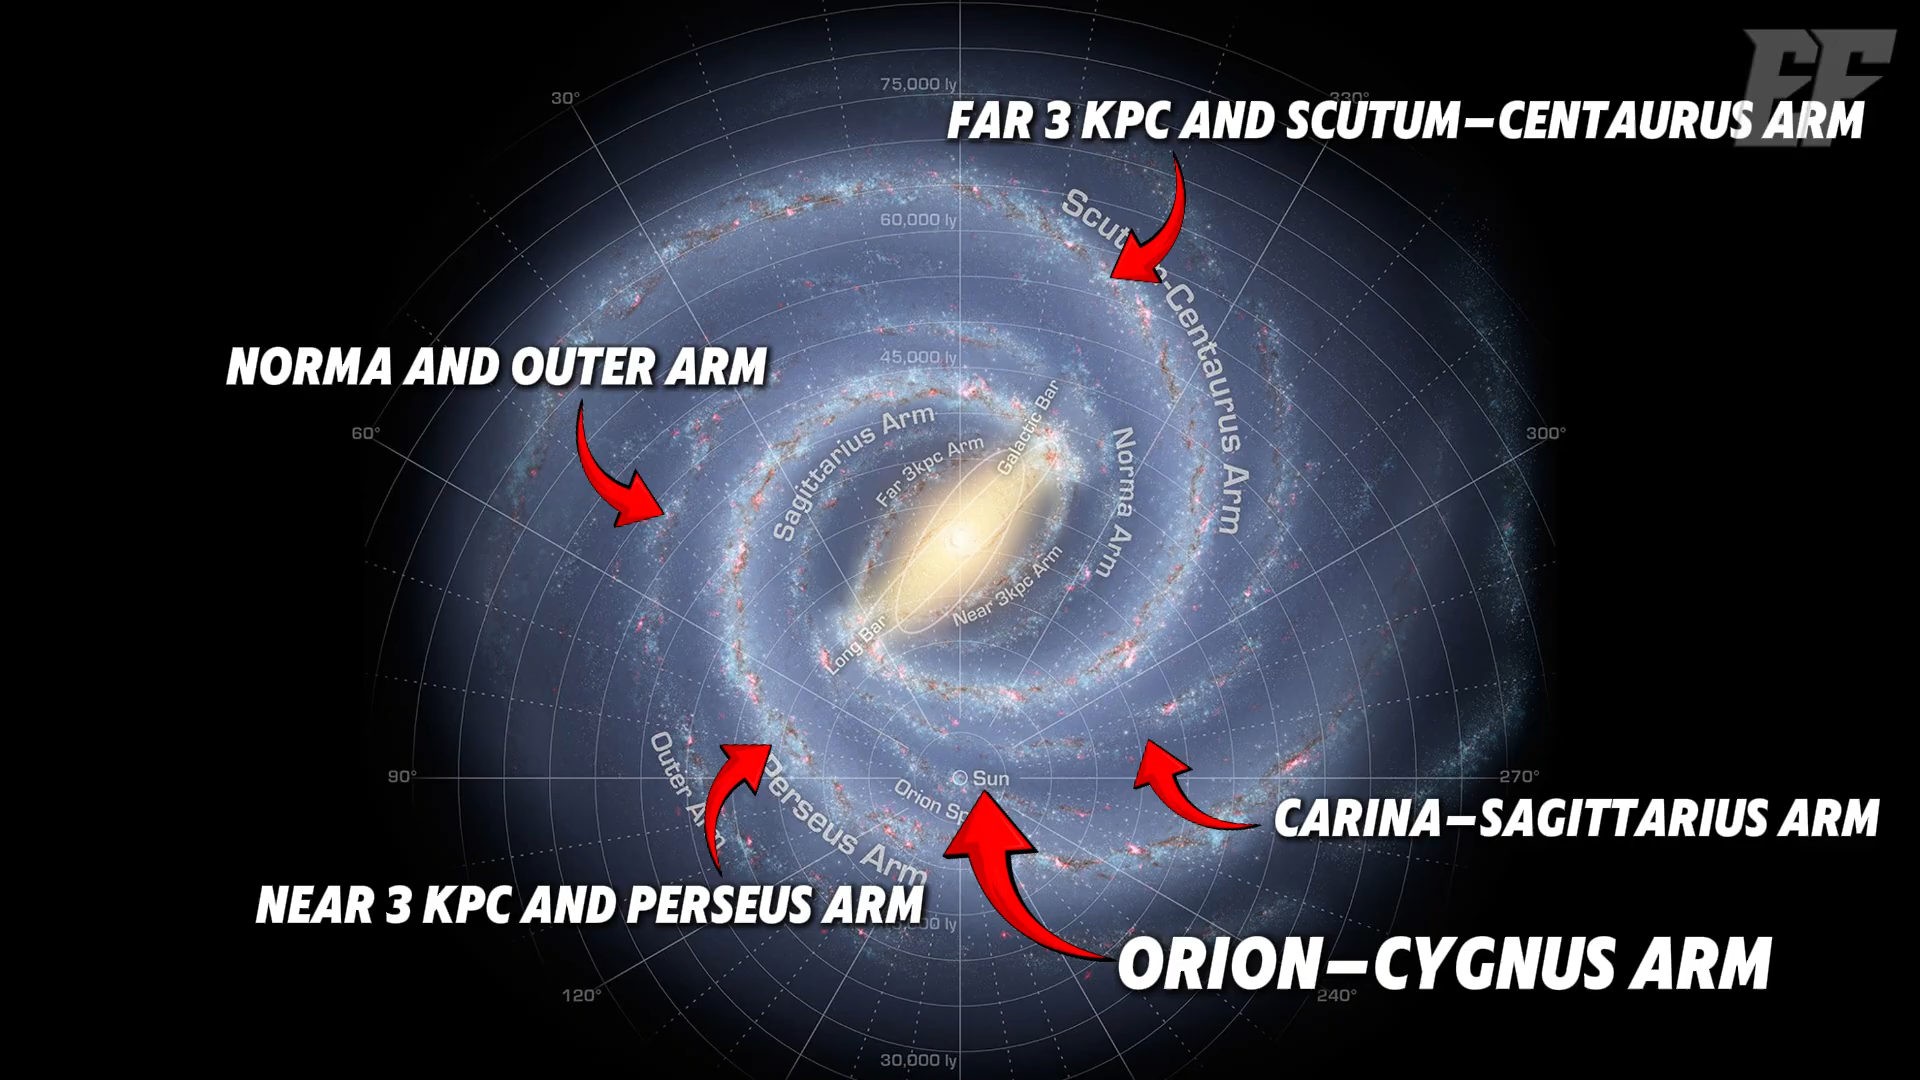 EF
75,000 ly
30°
330°
FAR 3 KPC AND SCUTUM–CENTAURUS ARM
60,000 ly
Centaurus Arm
NORMA AND OUTER ARM
45,000 ly
60°
300°
Sagittarius Arm
Far 3kpc Arm
Galactic Bar
Norma Arm
Near 3kpc Arm
Long Bar
90°
Sun
270°
Outer Arm
Perseus Arm
Orion
CARINA–SAGITTARIUS ARM
NEAR 3 KPC AND PERSEUS ARM
ly
ORION–CYGNUS ARM
120°
240°
30,000 ly